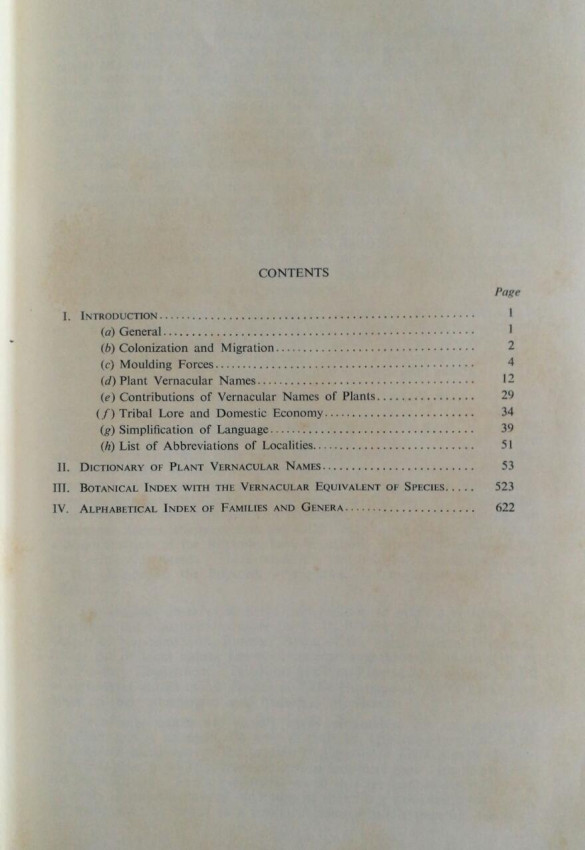 CONTENTS
Page
I. INTRODUCTION................................................ 1
(a) General................................................ 1
(b) Colonization and Migration............................... 2
(c) Moulding Forces........................................ 4
(d) Plant Vernacular Names.................................. 12
(e) Contributions of Vernacular Names of Plants............... 29
(f) Tribal Lore and Domestic Economy....................... 34
(g) Simplification of Language............................... 39
(h) List of Abbreviations of Localities......................... 51
II. DICTIONARY OF PLANT VERNACULAR NAMES........................ 53
III. BOTANICAL INDEX WITH THE VERNACULAR EQUIVALENT OF SPECIES..... 523
IV. ALPHABETICAL INDEX OF FAMILIES AND GENERA.................... 622